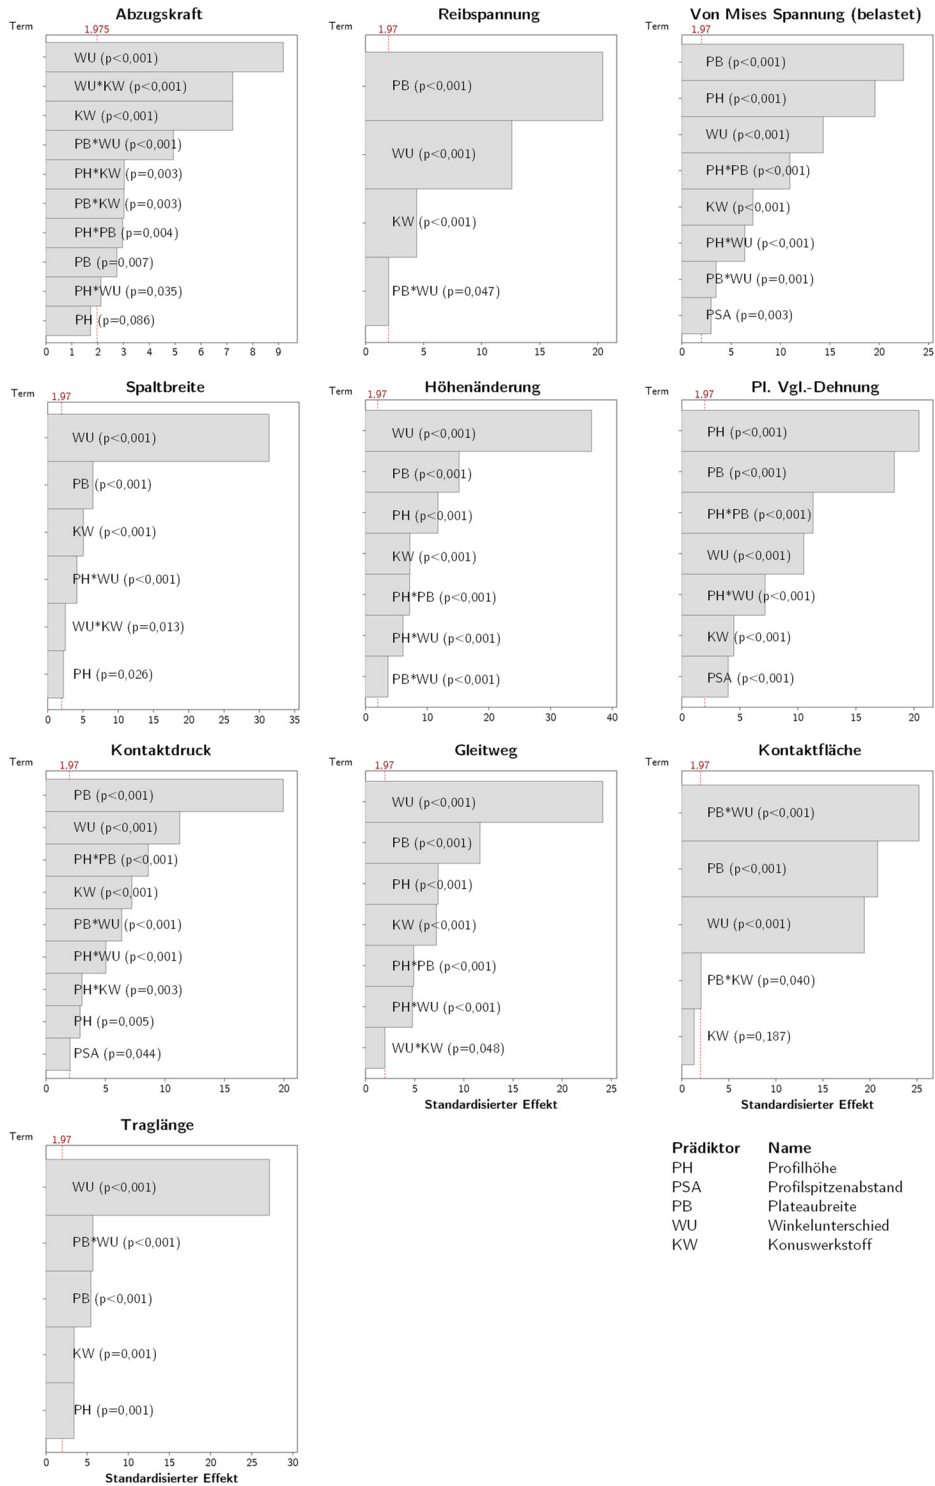 Abzugskraft
Term
1,975
WU (p<0,001)
WU*KW (p<0,001)
KW (p<0,001)
PB*WU (p<0,001)
PH*KW (p=0,003)
PB*KW (p=0,003)
PH*PB (p=0,004)
PB (p=0,007)
PH*WU (p=0,035)
PH (p=0,086)
0 1 2 3 4 5 6 7 8 9
Reibspannung
Term
1,97
PB (p<0,001)
WU (p<0,001)
KW (p<0,001)
PB*WU (p=0,047)
0 5 10 15 20
Von Mises Spannung (belastet)
Term
1,97
PB (p<0,001)
PH (p<0,001)
WU (p<0,001)
PH*PB (p<0,001)
KW (p<0,001)
PH*WU (p<0,001)
PB*WU (p=0,001)
PSA (p=0,003)
0 5 10 15 20 25
Spaltbreite
Term
1,97
WU (p<0,001)
PB (p<0,001)
KW (p<0,001)
PH*WU (p<0,001)
WU*KW (p=0,013)
PH (p=0,026)
0 5 10 15 20 25 30 35
Höhenänderung
Term
1,97
WU (p<0,001)
PB (p<0,001)
PH (p<0,001)
KW (p<0,001)
PH*PB (p<0,001)
PH*WU (p<0,001)
PB*WU (p<0,001)
0 10 20 30 40
Pl. Vgl.-Dehnung
Term
1,97
PH (p<0,001)
PB (p<0,001)
PH*PB (p<0,001)
WU (p<0,001)
PH*WU (p<0,001)
KW (p<0,001)
PSA (p<0,001)
0 5 10 15 20
Kontaktdruck
Term
1,97
PB (p<0,001)
WU (p<0,001)
PH*PB (p<0,001)
KW (p<0,001)
PB*WU (p<0,001)
PH*WU (p<0,001)
PH*KW (p=0,003)
PH (p=0,005)
PSA (p=0,044)
0 5 10 15 20
Gleitweg
Term
1,97
WU (p<0,001)
PB (p<0,001)
PH (p<0,001)
KW (p<0,001)
PH*PB (p<0,001)
PH*WU (p<0,001)
WU*KW (p=0,048)
0 5 10 15 20 25
Standardisierter Effekt
Kontaktfläche
Term
1,97
PB*WU (p<0,001)
PB (p<0,001)
WU (p<0,001)
PB*KW (p=0,040)
KW (p=0,187)
0 5 10 15 20 25
Standardisierter Effekt
Traglänge
Term
1,97
WU (p<0,001)
PB*WU (p<0,001)
PB (p<0,001)
KW (p=0,001)
PH (p=0,001)
0 5 10 15 20 25 30
Standardisierter Effekt
Prädiktor Name
PH Profilhöhe
PSA Profilspitzenabstand
PB Plateaubreite
WU Winkelunterschied
KW Konuswerkstoff